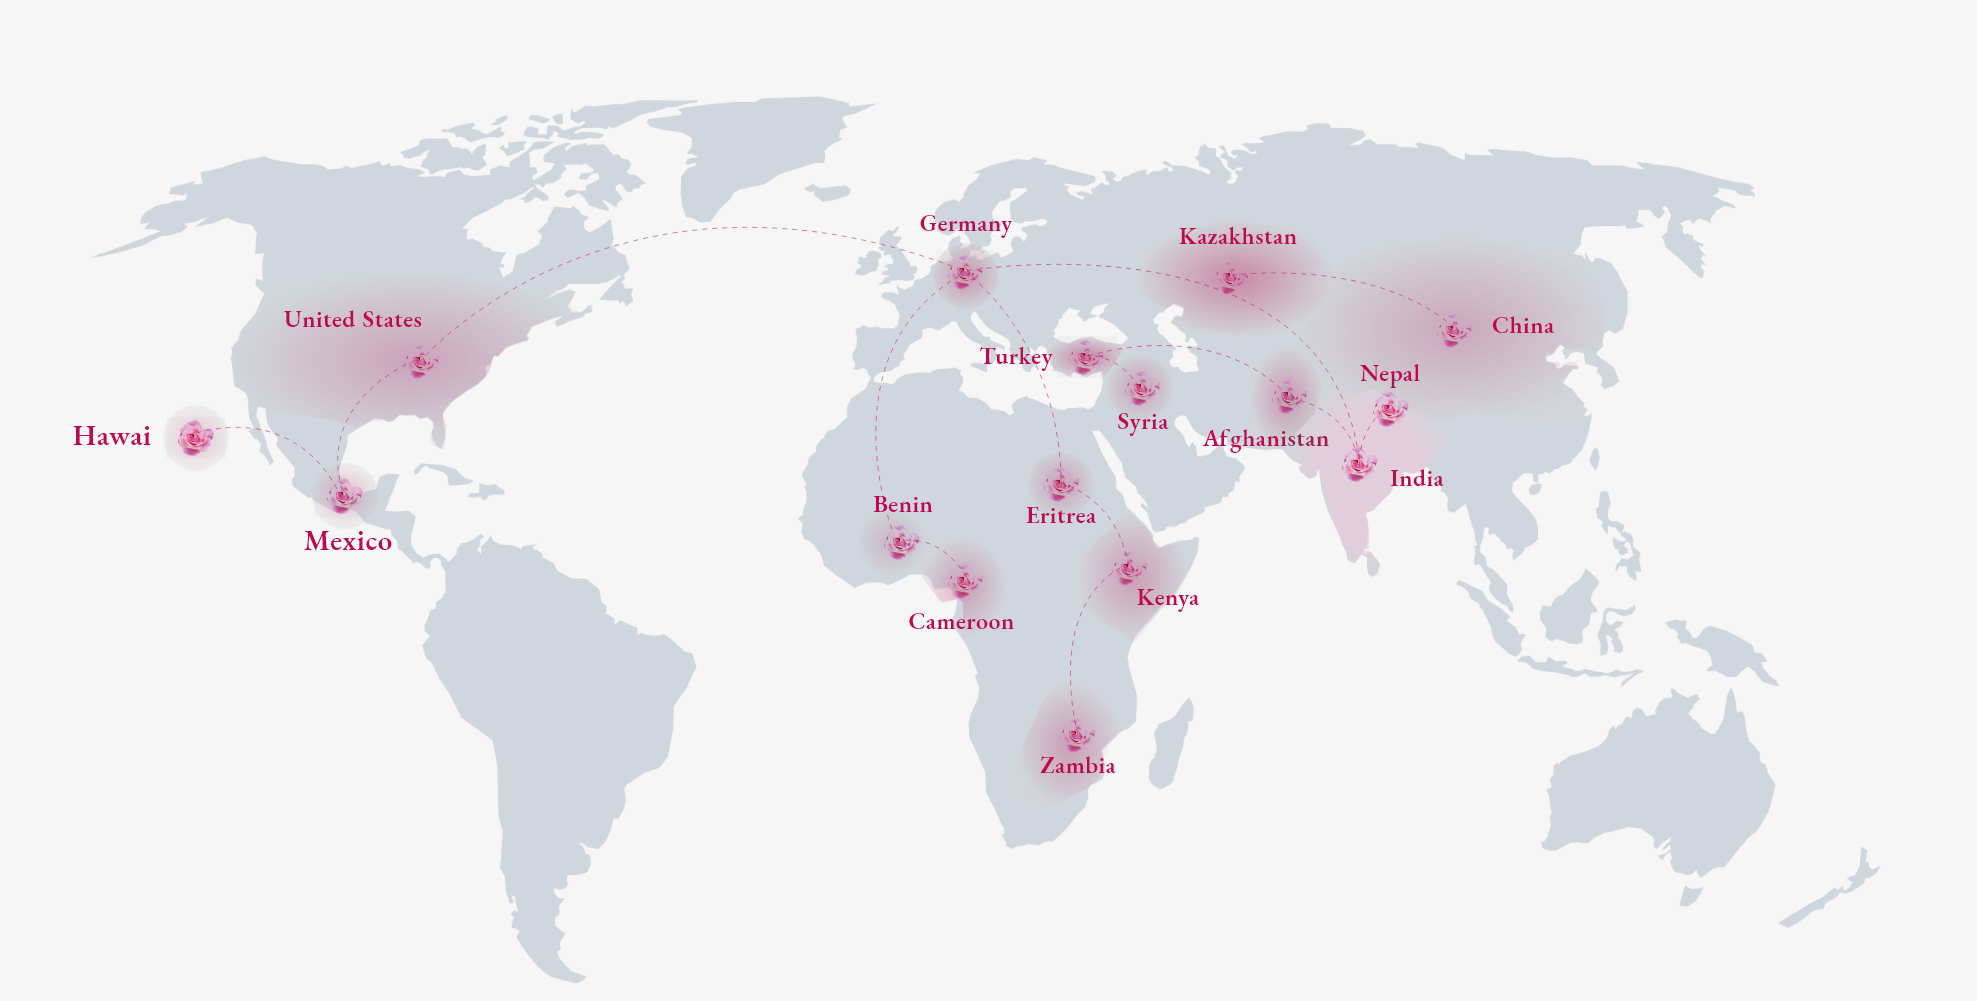 Germany
Kazakhstan
United States
China
Turkey
Nepal
Syria
Hawai
Afghanistan
India
Benin
Eritrea
Mexico
Kenya
Cameroon
Zambia